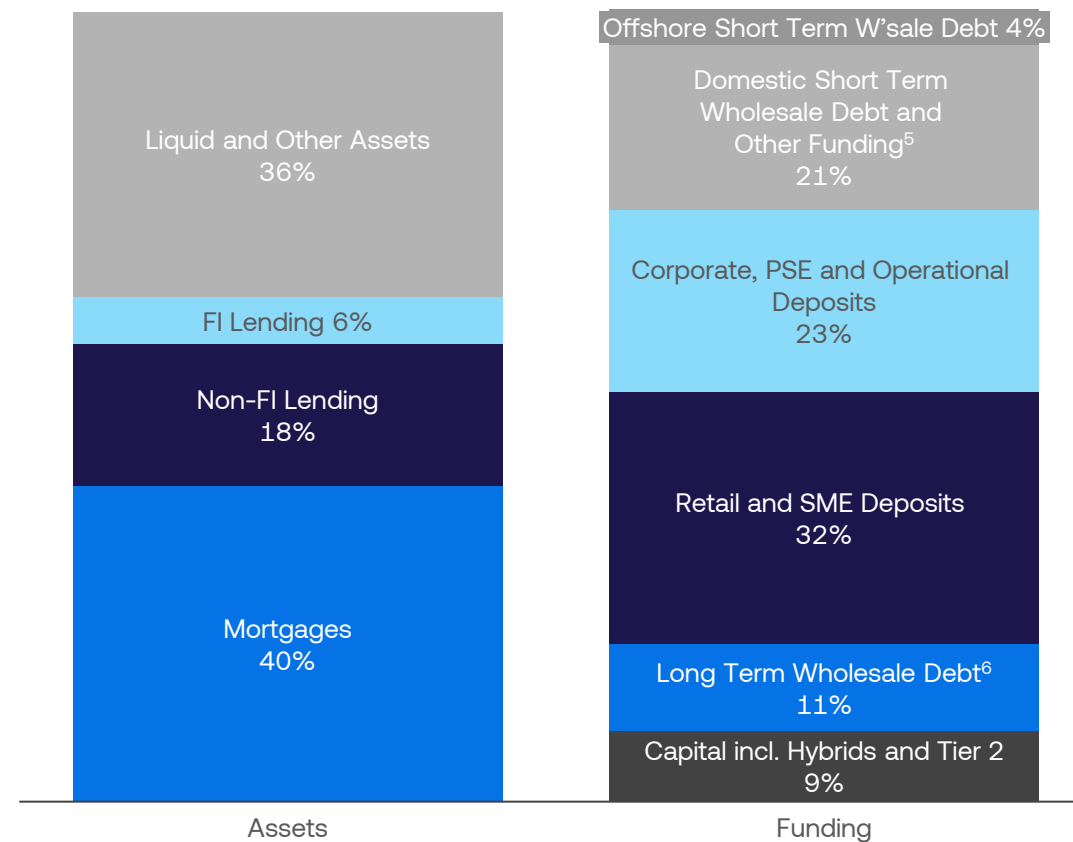 Liquid and Other Assets
36%
FI Lending 6%
Non-FI Lending
18%
Mortgages
40%
Assets
Offshore Short Term W’sale Debt 4%
Domestic Short Term
Wholesale Debt and
Other Funding⁵
21%
Corporate, PSE and Operational
Deposits
23%
Retail and SME Deposits
32%
Long Term Wholesale Debt⁶
11%
Capital incl. Hybrids and Tier 2
9%
Funding